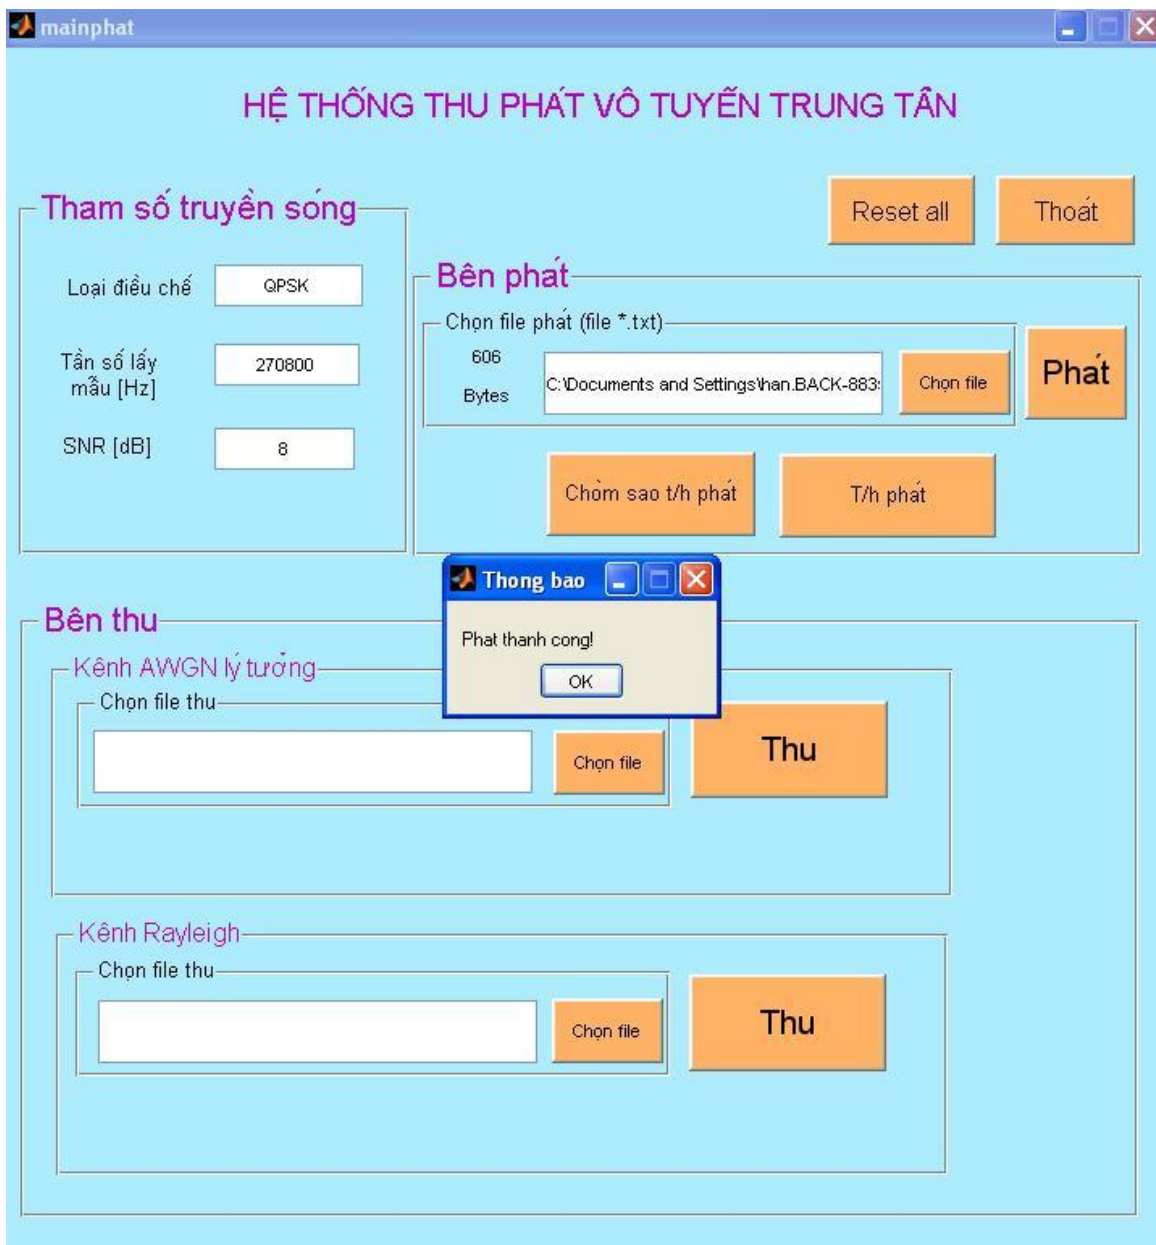 mainphat
HỆ THỐNG THU PHÁT VÔ TUYẾN TRUNG TẦN
Tham số truyền sóng
Reset all
Thoát
Loại điều chế
QPSK
Tần số lấy
mẫu [Hz]
270800
SNR [dB]
8
Bên phát
Chọn file phát (file *.txt)
606
Bytes
C:\Documents and Settings\han.BACK-883
Chọn file
Phát
Chòm sao t/h phát
T/h phát
Thong bao
Phat thanh cong!
OK
Bên thu
Kênh AWGN lý tưởng
Chọn file thu
Chọn file
Thu
Kênh Rayleigh
Chọn file thu
Chọn file
Thu